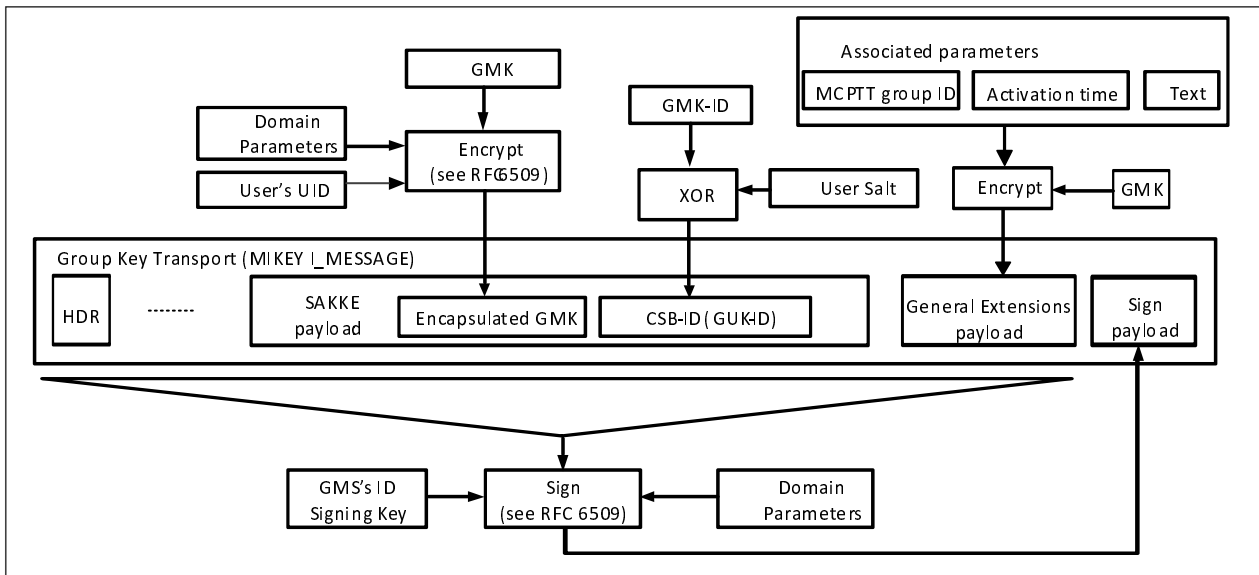 GMK
Domain
Parameters
User's UID
Encrypt
(see RFC6509)
GMK-ID
XOR
User Salt
Associated parameters
MCPTT group ID
Activation time
Text
Encrypt
GMK
Group Key Transport (MIKEY I_MESSAGE)
HDR
--------
SAKKE
payload
Encapsulated GMK
CSB-ID( GUK-ID)
General Extensions
payload
Sign
payload
GMS's ID
Signing Key
Sign
(see RFC 6509)
Domain
Parameters